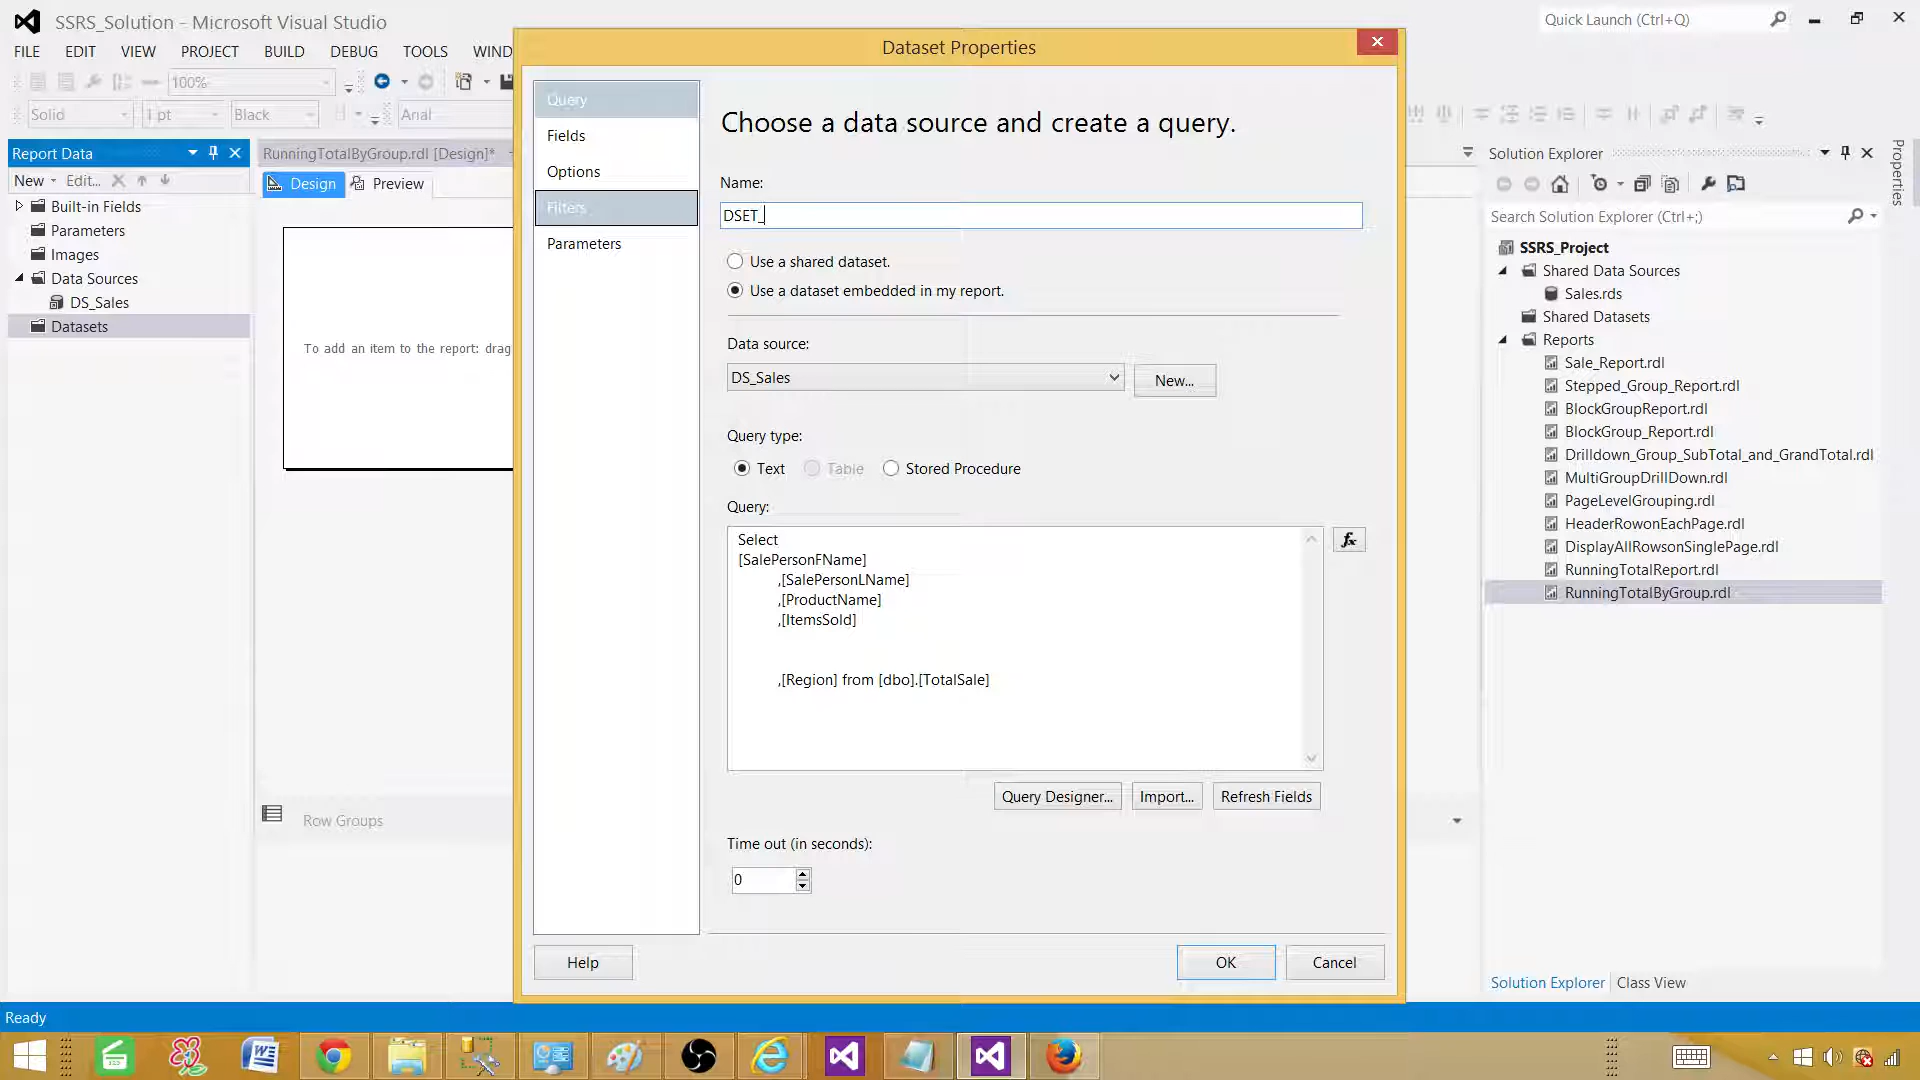 SSRS_Solution - Microsoft Visual Studio
Quick Launch (Ctrl+Q)
FILE EDIT VIEW PROJECT BUILD DEBUG TOOLS WIND
100%
Solid 1 pt Black Arial
Report Data
New Edit...
Built-in Fields
Parameters
Images
Data Sources
DS_Sales
Datasets
RunningTotalByGroup.rdl [Design]*
Design Preview
To add an item to the report: drag
Row Groups
Dataset Properties
Query
Fields
Options
Filters
Parameters
Choose a data source and create a query.
Name:
DSET_
Use a shared dataset.
Use a dataset embedded in my report.
Data source:
DS_Sales
New...
Query type:
Text Table Stored Procedure
Query:
fx
Select
[SalePersonFName]
,[SalePersonLName]
,[ProductName]
,[ItemsSold]
,[Region] from [dbo].[TotalSale]
Query Designer... Import... Refresh Fields
Time out (in seconds):
0
Help OK Cancel
Solution Explorer
Search Solution Explorer (Ctrl+;)
SSRS_Project
Shared Data Sources
Sales.rds
Shared Datasets
Reports
Sale_Report.rdl
Stepped_Group_Report.rdl
BlockGroupReport.rdl
BlockGroup_Report.rdl
Drilldown_Group_SubTotal_and_GrandTotal.rdl
MultiGroupDrillDown.rdl
PageLevelGrouping.rdl
HeaderRowonEachPage.rdl
DisplayAllRowsonSinglePage.rdl
RunningTotalReport.rdl
RunningTotalByGroup.rdl
Solution Explorer Class View
Properties
Ready